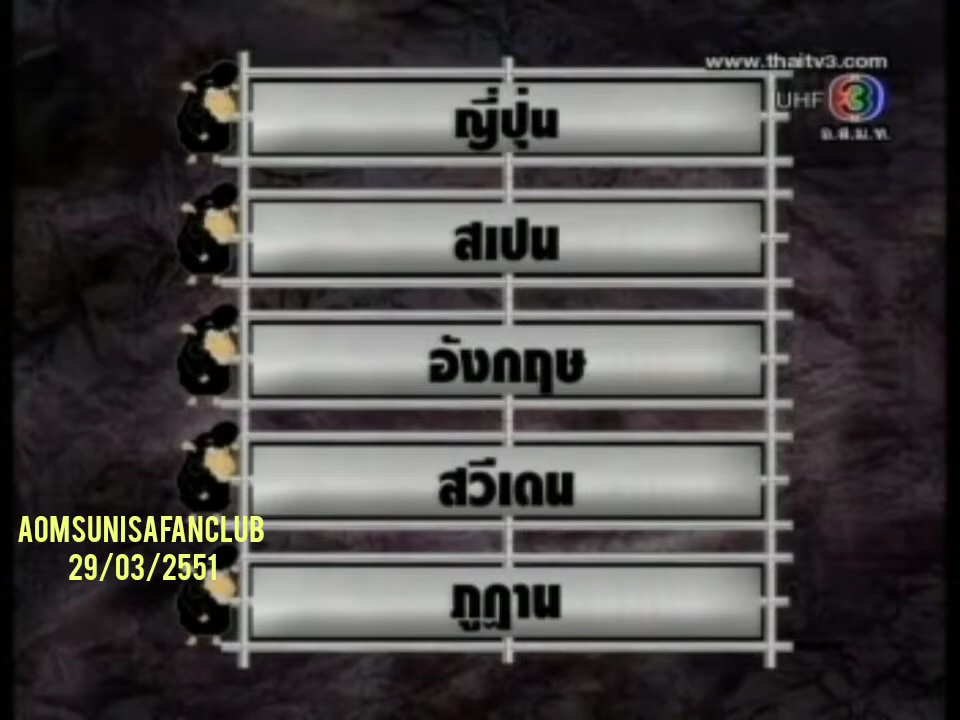 www.thaitv3.com
UHF 3
อ.ส.ม.ท.
ญี่ปุ่น
สเปน
อังกฤษ
สวีเดน
ภูฏาน
AOMSUNISAFANCLUB
29/03/2551